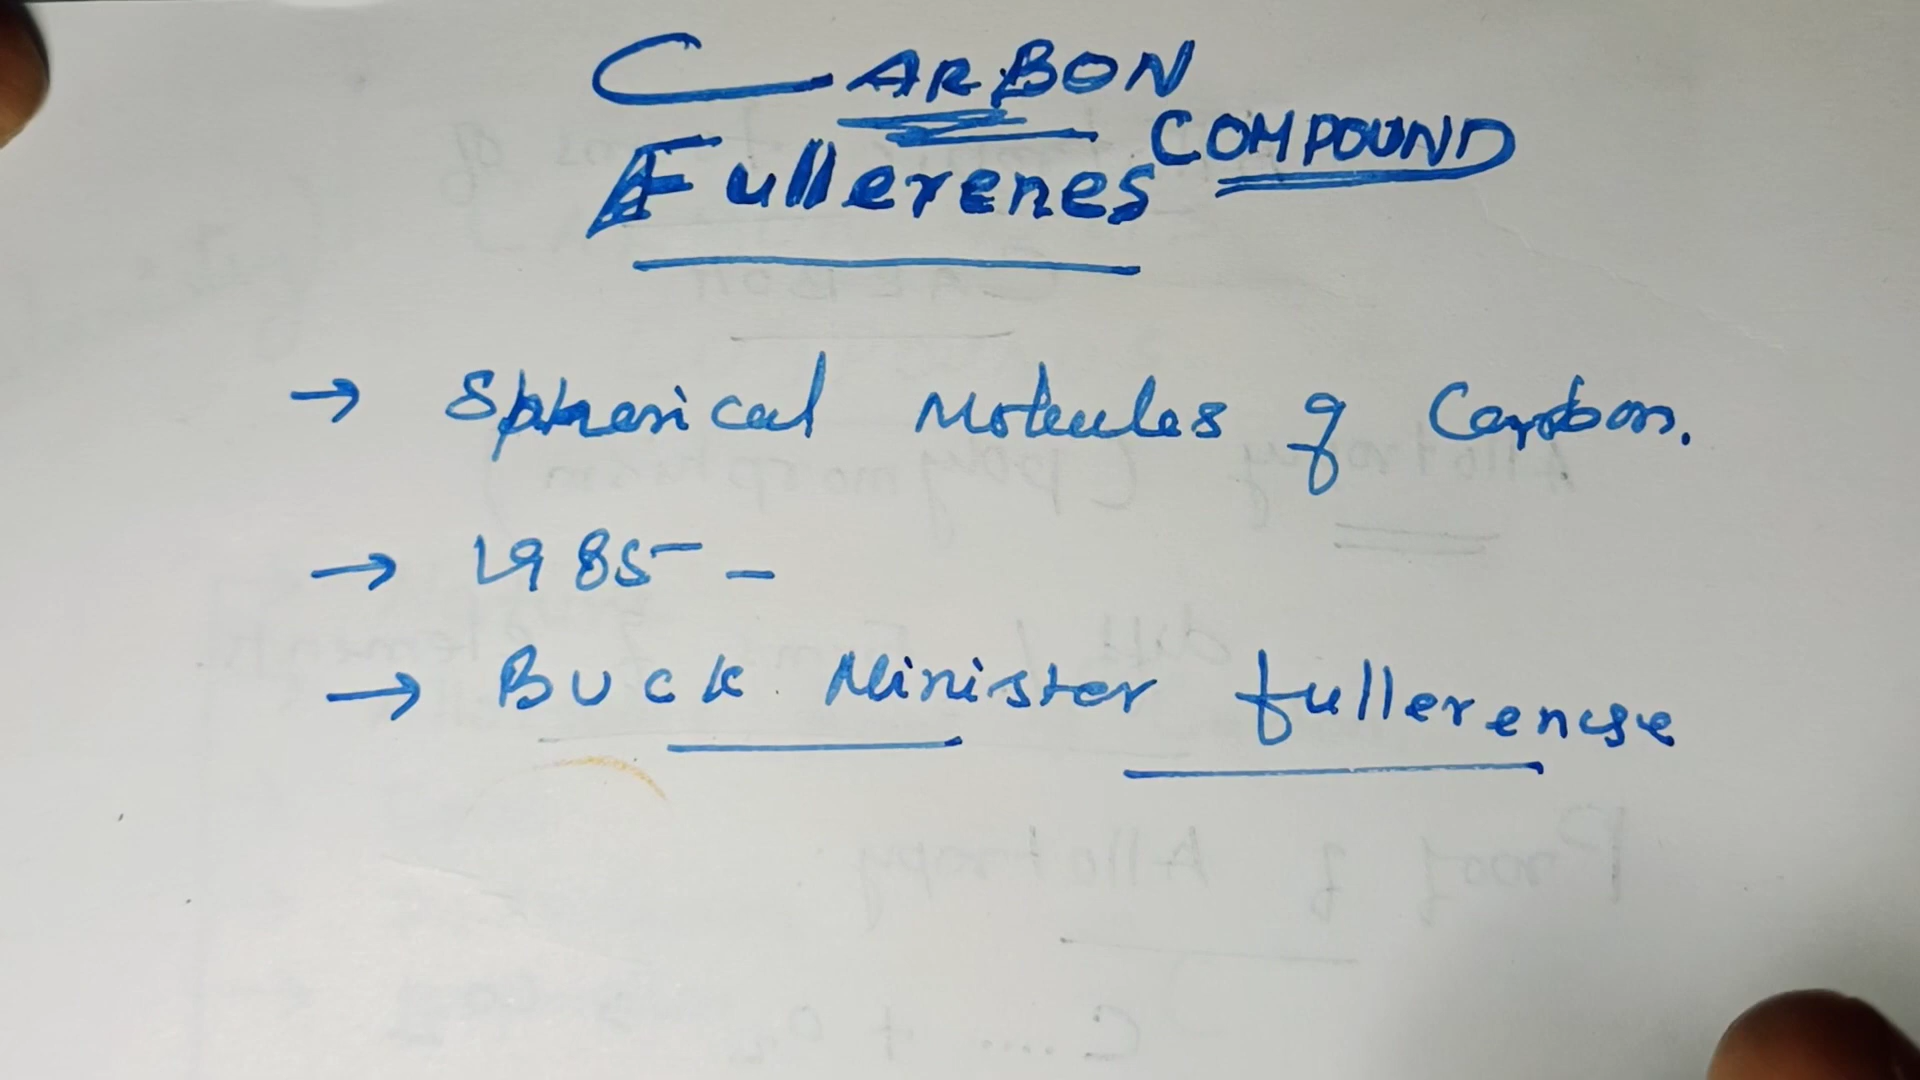 CARBON
COMPOUND
Fullerenes
→ Spherical Molecules of Carbon.
→ 1985 -
→ Buck Minister fullerense